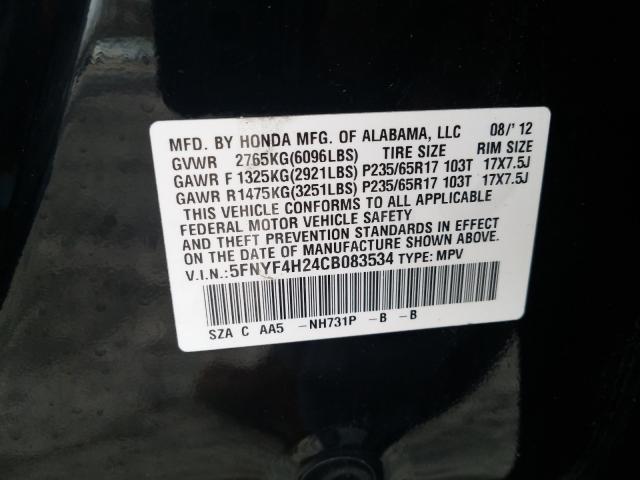 MFD. BY HONDA MFG. OF ALABAMA, LLC 08/'12
GVWR 2765KG(6096LBS) TIRE SIZE RIM SIZE
GAWR F 1325KG(2921LBS) P235/65R17 103T 17X7.5J
GAWR R 1475KG(3251LBS) P235/65R17 103T 17X7.5J
THIS VEHICLE CONFORMS TO ALL APPLICABLE
FEDERAL MOTOR VEHICLE SAFETY
AND THEFT PREVENTION STANDARDS IN EFFECT
ON THE DATE OF MANUFACTURE SHOWN ABOVE.
V.I.N.:5FNYF4H24CB083534 TYPE: MPV
SZA C AA5 -NH731P -B -B